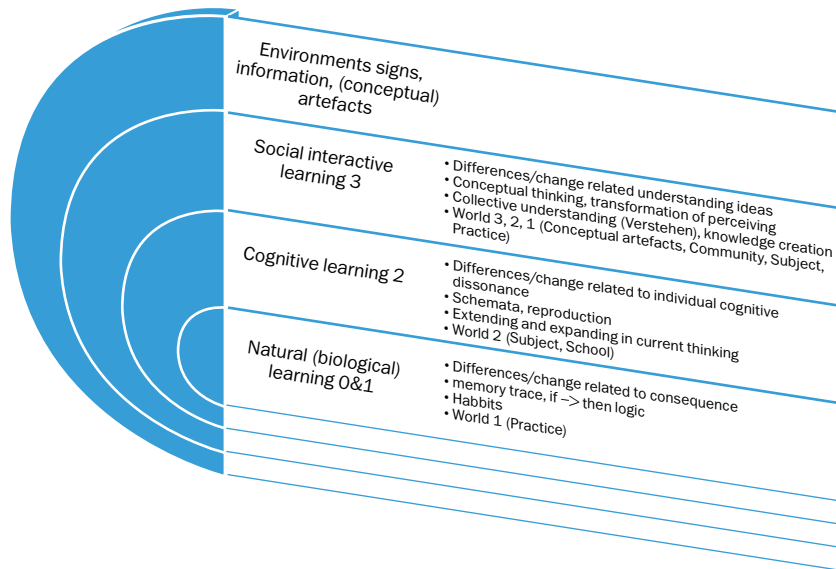 Environments signs,
information, (conceptual)
artefacts
Social interactive
learning 3
• Differences/change related understanding ideas
• Conceptual thinking, transformation of perceiving
• Collective understanding (Verstehen), knowledge creation
• World 3, 2, 1 (Conceptual artefacts, Community, Subject,
Practice)
Cognitive learning 2
• Differences/change related to individual cognitive
dissonance
• Schemata, reproduction
• Extending and expanding in current thinking
• World 2 (Subject, School)
Natural (biological)
learning 0&1
• Differences/change related to consequence
• memory trace, if –> then logic
• Habbits
• World 1 (Practice)